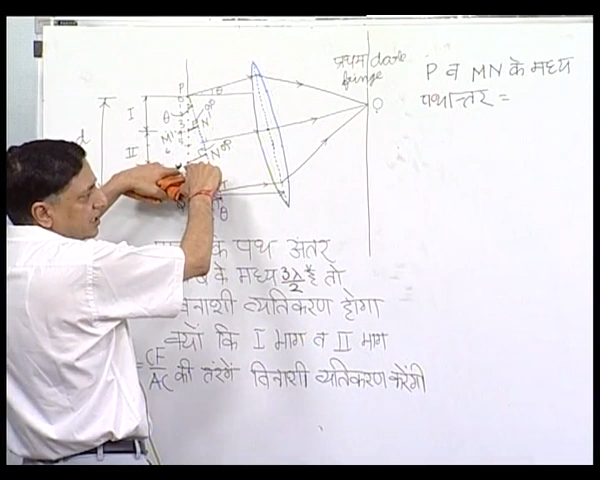 प्रथम dark
fringe
P व MN के मध्य
पथान्तर =
P
θ
I
II
d
M
N
N'
Q
θ
के पथ अंतर
के मध्य 3λ/2 है तो
विनाशी व्यतिकरण होगा
क्यों कि I भाग व II भाग
= CF/AC की तरंगें विनाशी व्यतिकरण करेंगी